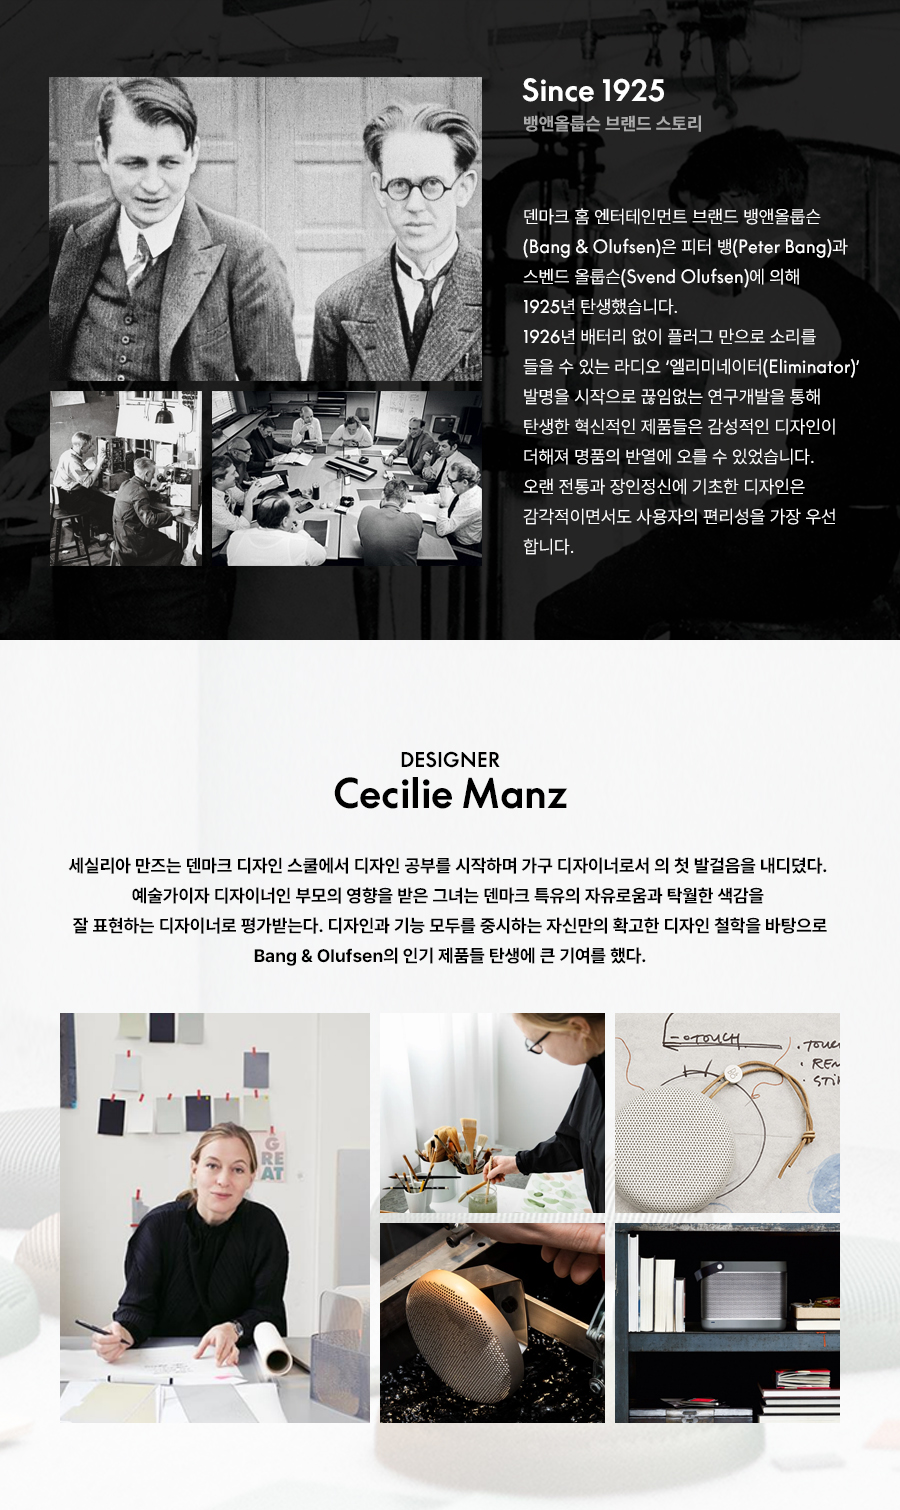 Since 1925
뱅앤올룹슨 브랜드 스토리
덴마크 홈 엔터테인먼트 브랜드 뱅앤올룹슨
(Bang & Olufsen)은 피터 뱅(Peter Bang)과
스벤드 올룹슨(Svend Olufsen)에 의해
1925년 탄생했습니다.
1926년 배터리 없이 플러그 만으로 소리를
들을 수 있는 라디오 ‘엘리미네이터(Eliminator)’
발명을 시작으로 끊임없는 연구개발을 통해
탄생한 혁신적인 제품들은 감성적인 디자인이
더해져 명품의 반열에 오를 수 있었습니다.
오랜 전통과 장인정신에 기초한 디자인은
감각적이면서도 사용자의 편리성을 가장 우선
합니다.
DESIGNER
Cecilie Manz
세실리아 만즈는 덴마크 디자인 스쿨에서 디자인 공부를 시작하며 가구 디자이너로서 의 첫 발걸음을 내디뎠다.
예술가이자 디자이너인 부모의 영향을 받은 그녀는 덴마크 특유의 자유로움과 탁월한 색감을
잘 표현하는 디자이너로 평가받는다. 디자인과 기능 모두를 중시하는 자신만의 확고한 디자인 철학을 바탕으로
Bang & Olufsen의 인기 제품들 탄생에 큰 기여를 했다.
GREAT